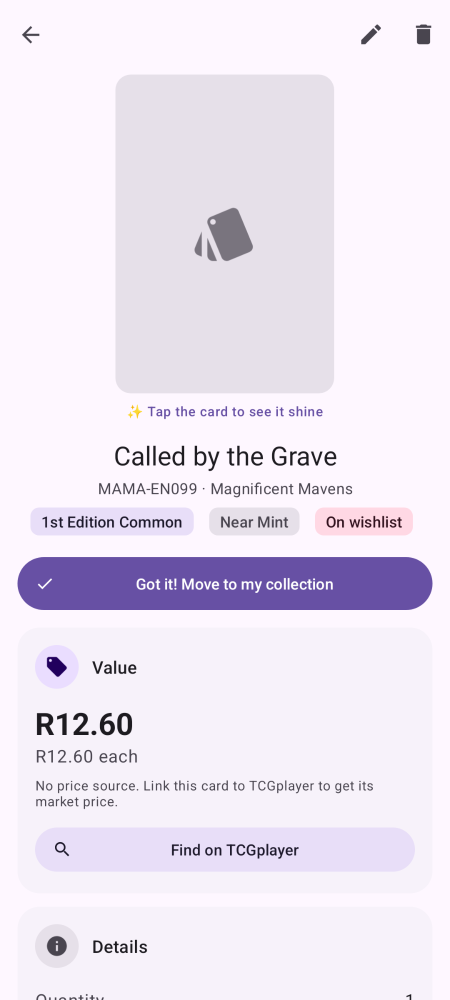 ✨ Tap the card to see it shine
Called by the Grave
MAMA-EN099 · Magnificent Mavens
1st Edition Common
Near Mint
On wishlist
Got it! Move to my collection
Value
R12.60
R12.60 each
No price source. Link this card to TCGplayer to get its
market price.
Find on TCGplayer
Details
Quantity 1